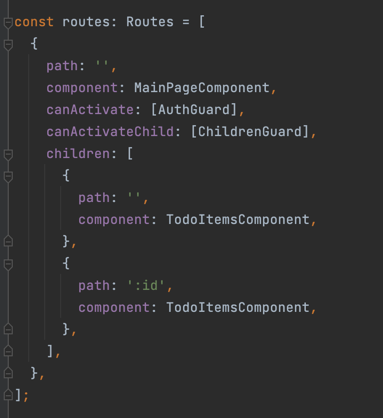 const routes: Routes = [
  {
    path: '',
    component: MainPageComponent,
    canActivate: [AuthGuard],
    canActivateChild: [ChildrenGuard],
    children: [
      {
        path: '',
        component: TodoItemsComponent,
      },
      {
        path: ':id',
        component: TodoItemsComponent,
      },
    ],
  },
];